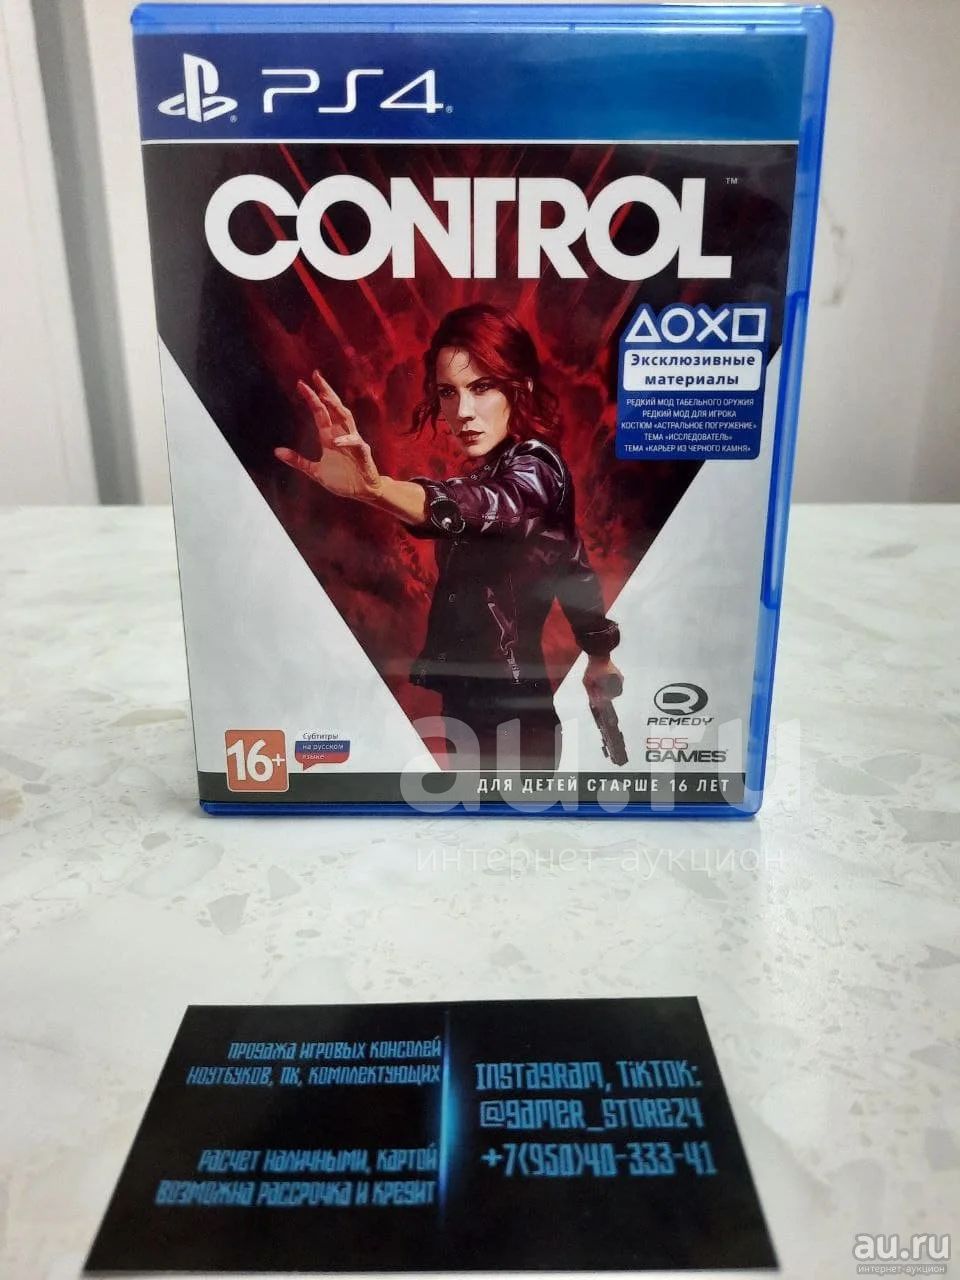 PS4
CONTROL™
Эксклюзивные
материалы
РЕДКИЙ МОД ТАБЕЛЬНОГО ОРУЖИЯ
РЕДКИЙ МОД ДЛЯ ИГРОКА
КОСТЮМ «АСТРАЛЬНОЕ ПОГРУЖЕНИЕ»
ТЕМА «ИССЛЕДОВАТЕЛЬ»
ТЕМА «КАРЬЕР ИЗ ЧЕРНОГО КАМНЯ»
REMEDY
505
GAMES
16+
Субтитры
на русском
языке
ДЛЯ ДЕТЕЙ СТАРШЕ 16 ЛЕТ
au.ru
интернет-аукцион
ПРОДАЖА ИГРОВЫХ КОНСОЛЕЙ
НОУТБУКОВ, ПК, КОМПЛЕКТУЮЩИХ
РАСЧЕТ НАЛИЧНЫМИ, КАРТОЙ
ВОЗМОЖНА РАССРОЧКА И КРЕДИТ
INSTAGRAM, TIKTOK:
@GAMER_STORE24
+7(950)40-333-41
au.ru
интернет-аукцион